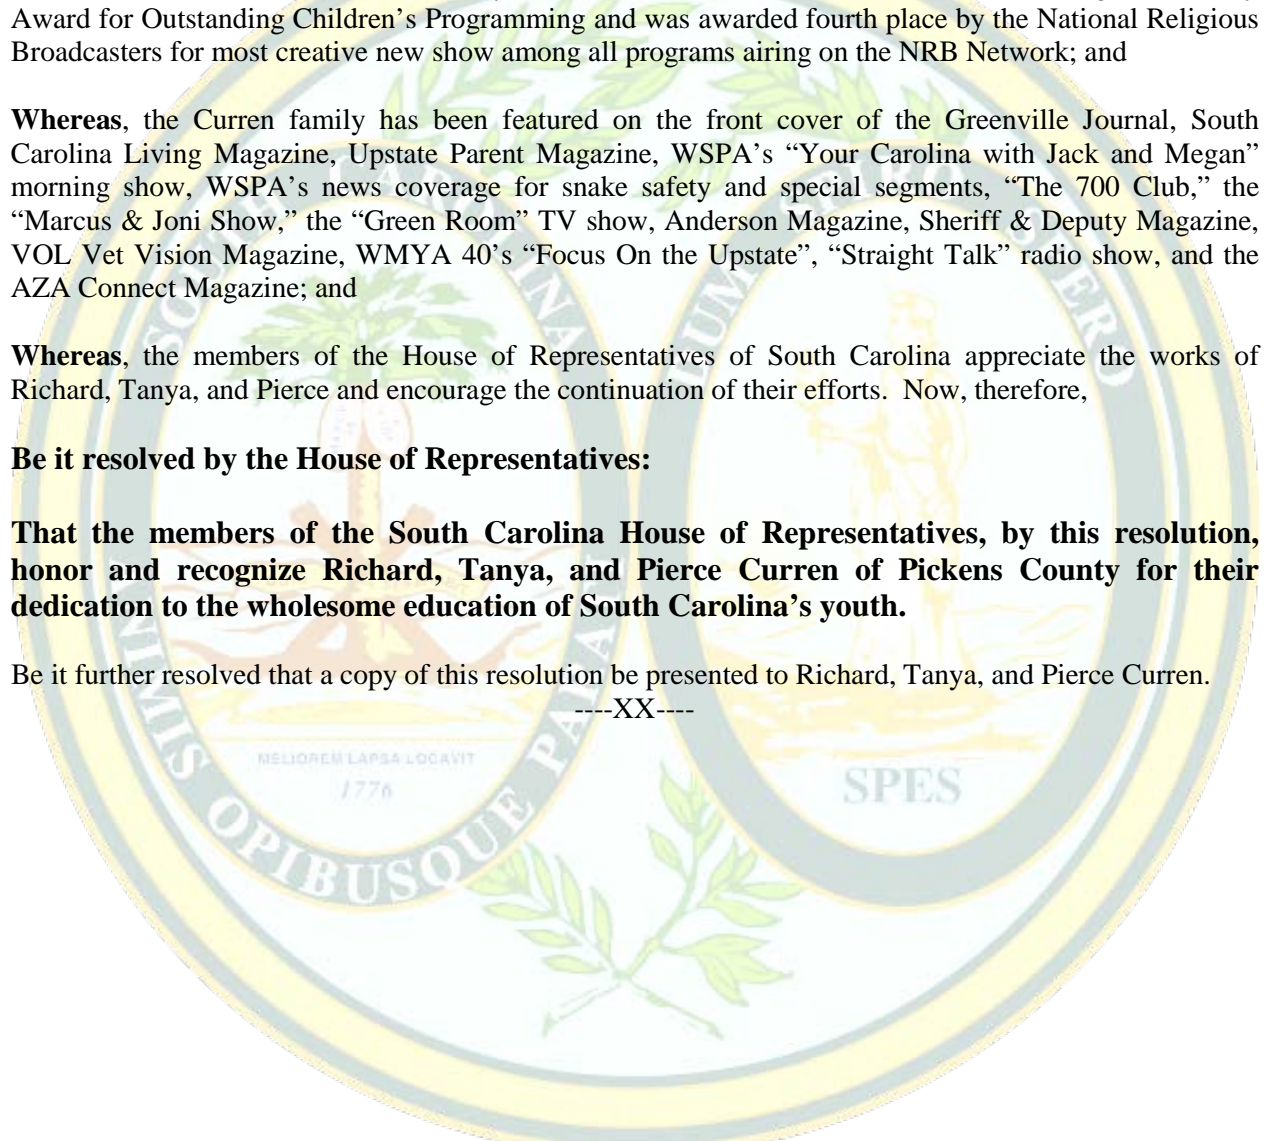 Award for Outstanding Children’s Programming and was awarded fourth place by the National Religious
Broadcasters for most creative new show among all programs airing on the NRB Network; and
Whereas, the Curren family has been featured on the front cover of the Greenville Journal, South
Carolina Living Magazine, Upstate Parent Magazine, WSPA’s “Your Carolina with Jack and Megan”
morning show, WSPA’s news coverage for snake safety and special segments, “The 700 Club,” the
“Marcus & Joni Show,” the “Green Room” TV show, Anderson Magazine, Sheriff & Deputy Magazine,
VOL Vet Vision Magazine, WMYA 40’s “Focus On the Upstate”, “Straight Talk” radio show, and the
AZA Connect Magazine; and
Whereas, the members of the House of Representatives of South Carolina appreciate the works of
Richard, Tanya, and Pierce and encourage the continuation of their efforts.  Now, therefore,
Be it resolved by the House of Representatives:
That the members of the South Carolina House of Representatives, by this resolution,
honor and recognize Richard, Tanya, and Pierce Curren of Pickens County for their
dedication to the wholesome education of South Carolina’s youth.
Be it further resolved that a copy of this resolution be presented to Richard, Tanya, and Pierce Curren.
----XX----
SOUTH CAROLINA
DUM SPIRO SPERO
ANIMIS OPIBUSQUE PARATI
MELIOREM LAPSA LOCAVIT
1776
SPES